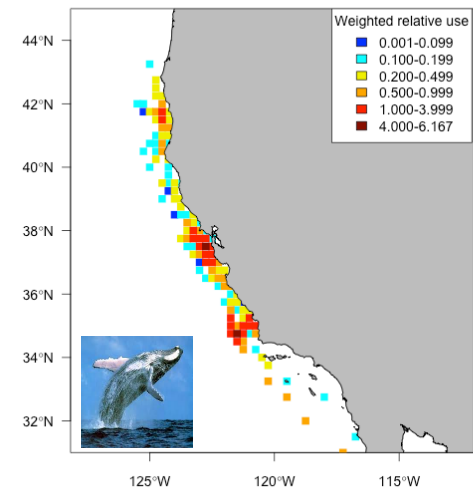 Weighted relative use
0.001-0.099
0.100-0.199
0.200-0.499
0.500-0.999
1.000-3.999
4.000-6.167
44°N
42°N
40°N
38°N
36°N
34°N
32°N
125°W
120°W
115°W